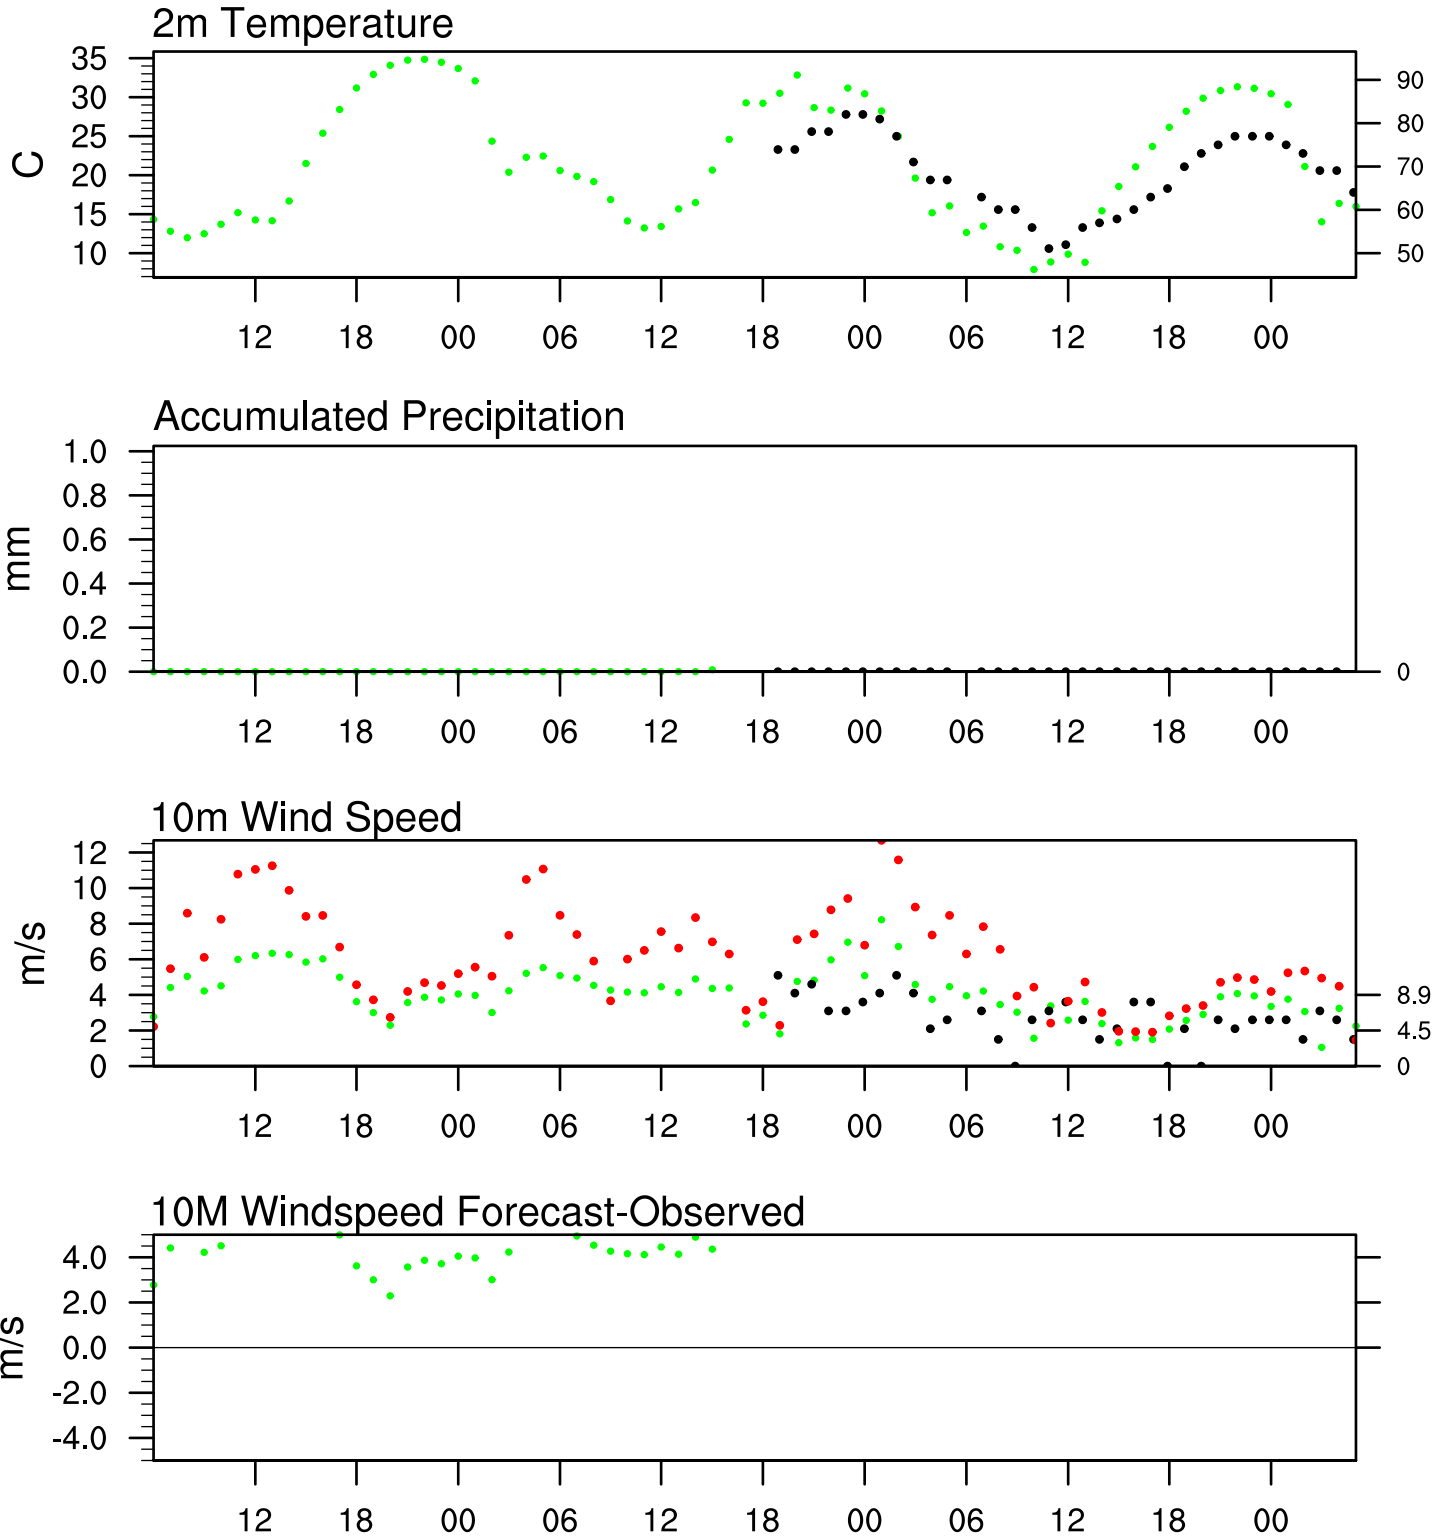 2m Temperature
35
30
25
20
15
10
C
90
80
70
60
50
12 18 00 06 12 18 00 06 12 18 00
Accumulated Precipitation
1.0
0.8
0.6
0.4
0.2
0.0
mm
0
12 18 00 06 12 18 00 06 12 18 00
10m Wind Speed
12
10
8
6
4
2
0
m/s
8.9
4.5
0
12 18 00 06 12 18 00 06 12 18 00
10M Windspeed Forecast-Observed
4.0
2.0
0.0
-2.0
-4.0
m/s
12 18 00 06 12 18 00 06 12 18 00